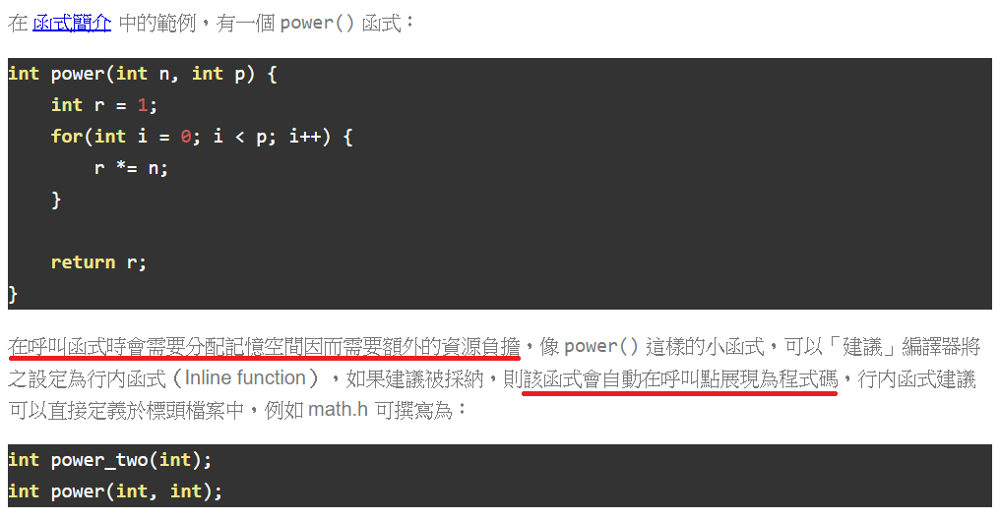 在 函式簡介 中的範例，有一個 power() 函式：
int power(int n, int p) {
    int r = 1;
    for(int i = 0; i < p; i++) {
        r *= n;
    }
    return r;
}
在呼叫函式時會需要分配記憶空間因而需要額外的資源負擔，像 power() 這樣的小函式，可以「建議」編譯器將
之設定為行內函式（Inline function），如果建議被採納，則該函式會自動在呼叫點展現為程式碼，行內函式建議
可以直接定義於標頭檔案中，例如 math.h 可撰寫為：
int power_two(int);
int power(int, int);